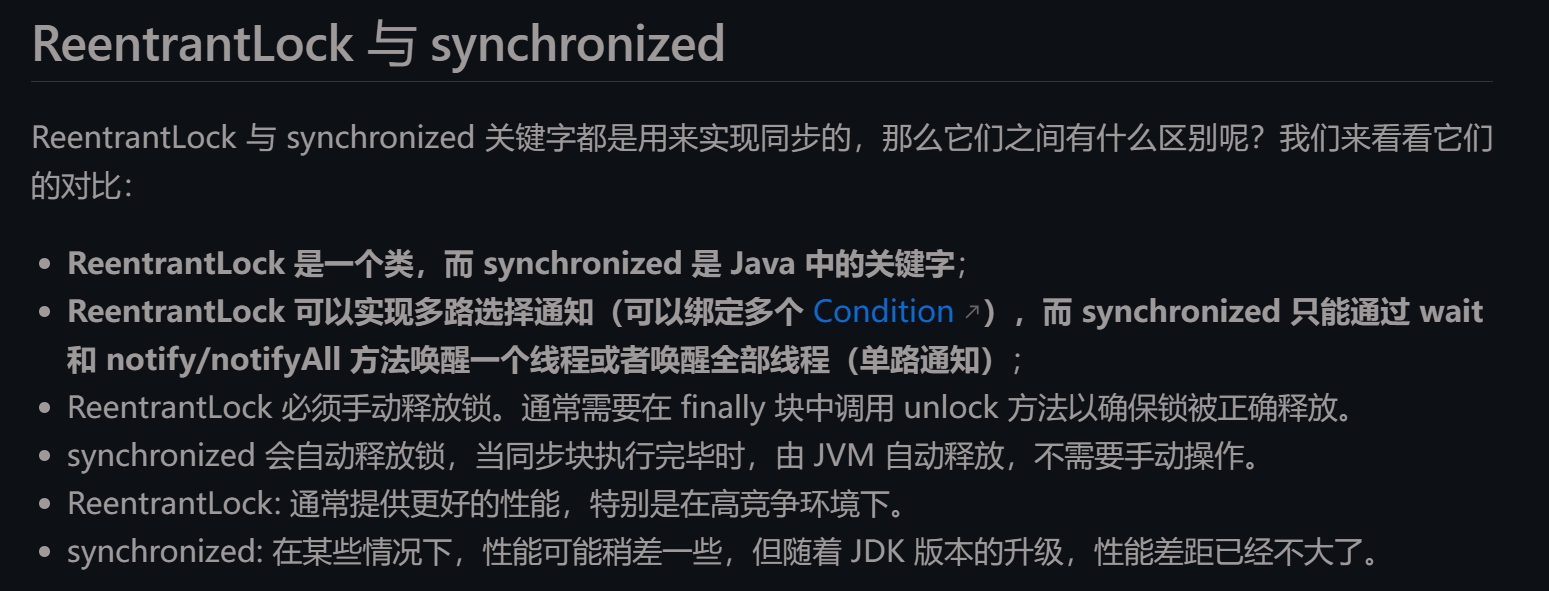 ReentrantLock 与 synchronized
ReentrantLock 与 synchronized 关键字都是用来实现同步的，那么它们之间有什么区别呢？我们来看看它们
的对比：
• ReentrantLock 是一个类，而 synchronized 是 Java 中的关键字；
• ReentrantLock 可以实现多路选择通知（可以绑定多个 Condition ↗），而 synchronized 只能通过 wait
和 notify/notifyAll 方法唤醒一个线程或者唤醒全部线程（单路通知）；
• ReentrantLock 必须手动释放锁。通常需要在 finally 块中调用 unlock 方法以确保锁被正确释放。
• synchronized 会自动释放锁，当同步块执行完毕时，由 JVM 自动释放，不需要手动操作。
• ReentrantLock: 通常提供更好的性能，特别是在高竞争环境下。
• synchronized: 在某些情况下，性能可能稍差一些，但随着 JDK 版本的升级，性能差距已经不大了。